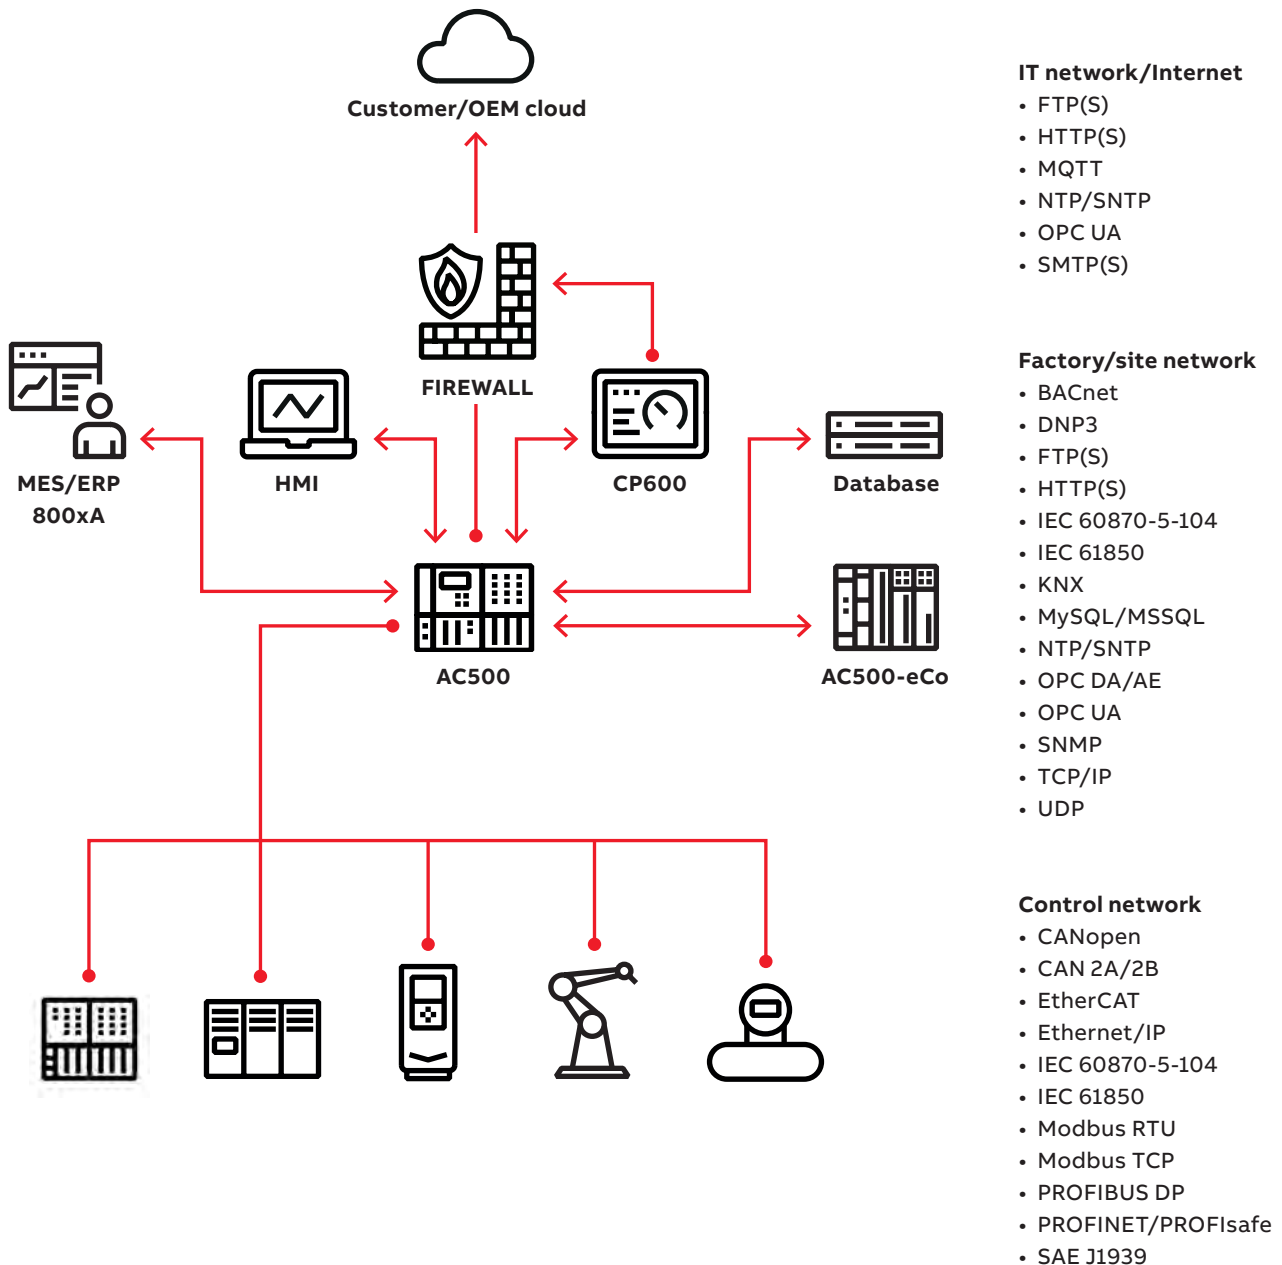 Customer/OEM cloud
FIREWALL
MES/ERP
800xA
HMI
CP600
Database
AC500
AC500-eCo
IT network/Internet
• FTP(S)
• HTTP(S)
• MQTT
• NTP/SNTP
• OPC UA
• SMTP(S)
Factory/site network
• BACnet
• DNP3
• FTP(S)
• HTTP(S)
• IEC 60870-5-104
• IEC 61850
• KNX
• MySQL/MSSQL
• NTP/SNTP
• OPC DA/AE
• OPC UA
• SNMP
• TCP/IP
• UDP
Control network
• CANopen
• CAN 2A/2B
• EtherCAT
• Ethernet/IP
• IEC 60870-5-104
• IEC 61850
• Modbus RTU
• Modbus TCP
• PROFIBUS DP
• PROFINET/PROFIsafe
• SAE J1939